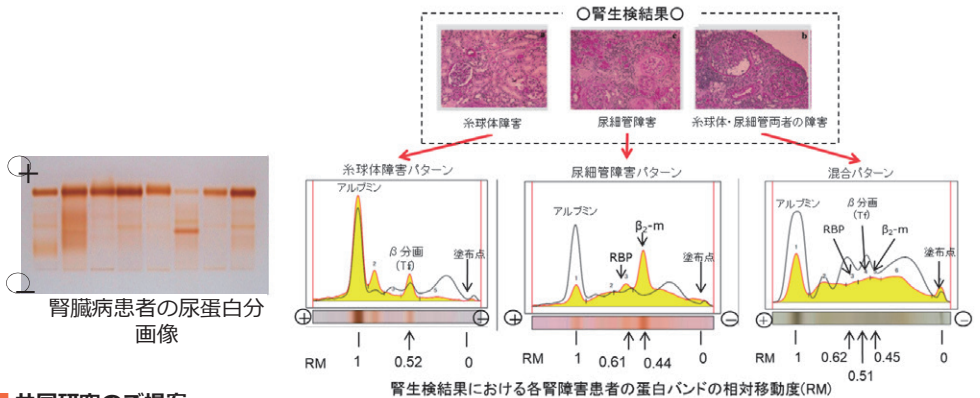 〇腎生検結果〇
a
c
b
糸球体障害
尿細管障害
糸球体・尿細管両者の障害
糸球体障害パターン
尿細管障害パターン
混合パターン
アルブミン
β分画
(Tf)
塗布点
アルブミン
β₂-m
RBP
塗布点
アルブミン
β分画
(Tf)
RBP
β₂-m
塗布点
+
−
腎臓病患者の尿蛋白分
画像
+
−
+
−
+
−
RM 1 0.52 0
RM 1 0.61 0.44 0
RM 1 0.62 0.45 0
0.51
腎生検結果における各腎障害患者の蛋白バンドの相対移動度(RM)